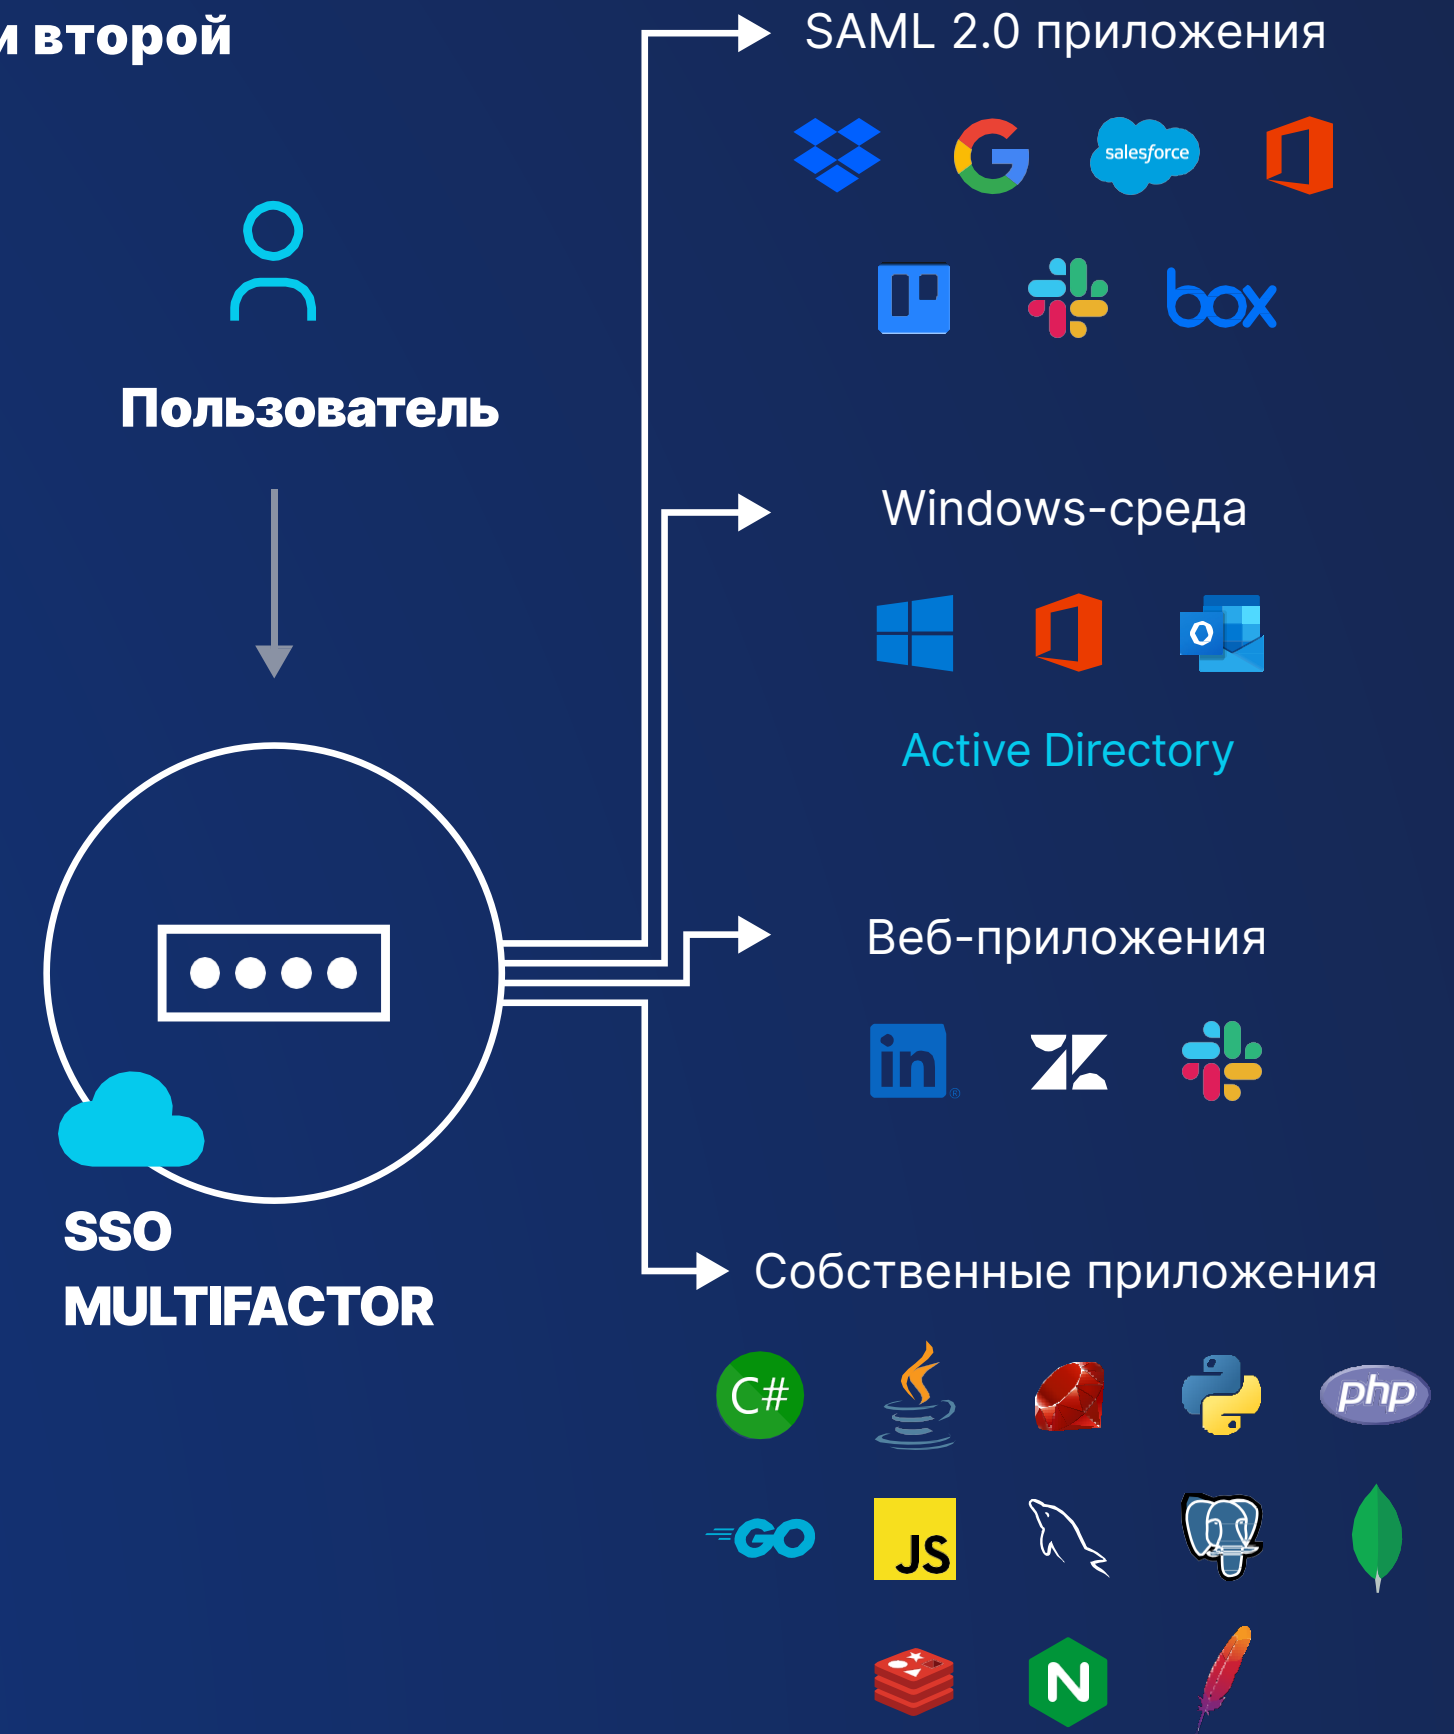 и второй
SAML 2.0 приложения
salesforce
box
Пользователь
Windows-среда
Active Directory
Веб-приложения
in
SSO
MULTIFACTOR
Собственные приложения
C#
php
GO
JS
N